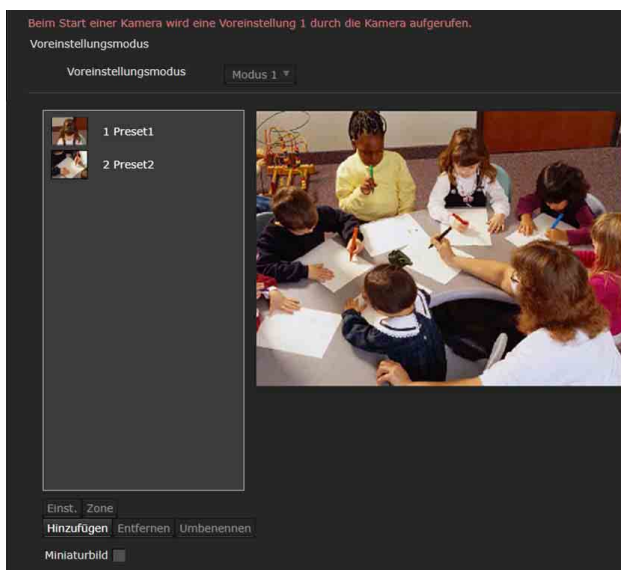 Beim Start einer Kamera wird eine Voreinstellung 1 durch die Kamera aufgerufen.
Voreinstellungsmodus
Voreinstellungsmodus Modus 1
1 Preset1
2 Preset2
Einst. Zone
Hinzufügen Entfernen Umbenennen
Miniaturbild